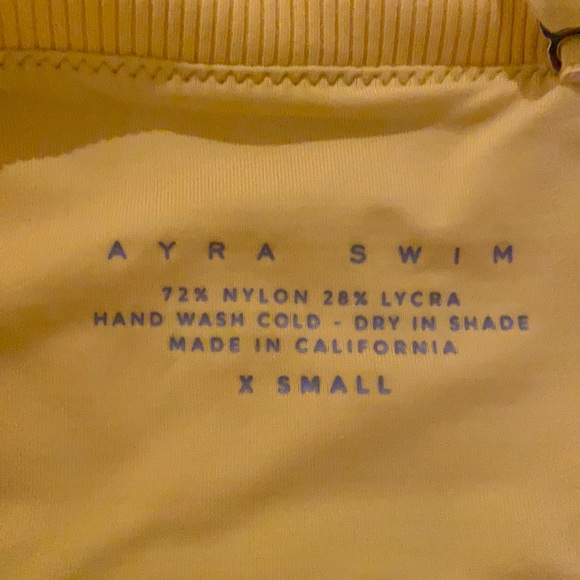 AYRA SWIM
72% NYLON 28% LYCRA
HAND WASH COLD - DRY IN SHADE
MADE IN CALIFORNIA
X SMALL